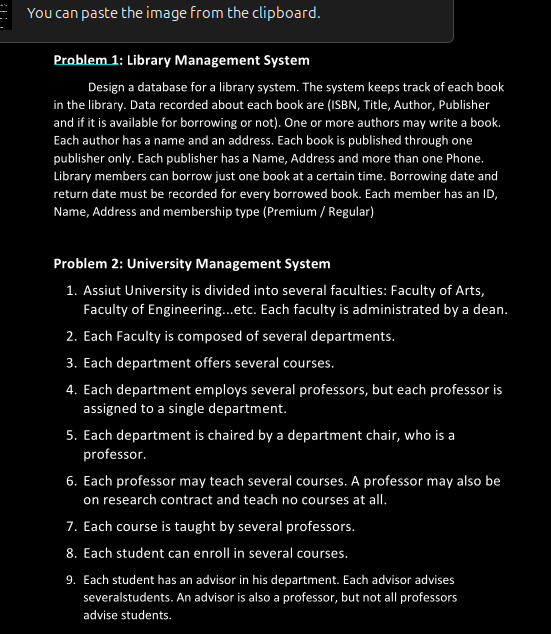 You can paste the image from the clipboard.
Problem 1: Library Management System
Design a database for a library system. The system keeps track of each book
in the library. Data recorded about each book are (ISBN, Title, Author, Publisher
and if it is available for borrowing or not). One or more authors may write a book.
Each author has a name and an address. Each book is published through one
publisher only. Each publisher has a Name, Address and more than one Phone.
Library members can borrow just one book at a certain time. Borrowing date and
return date must be recorded for every borrowed book. Each member has an ID,
Name, Address and membership type (Premium / Regular)
Problem 2: University Management System
1. Assiut University is divided into several faculties: Faculty of Arts,
Faculty of Engineering...etc. Each faculty is administrated by a dean.
2. Each Faculty is composed of several departments.
3. Each department offers several courses.
4. Each department employs several professors, but each professor is
assigned to a single department.
5. Each department is chaired by a department chair, who is a
professor.
6. Each professor may teach several courses. A professor may also be
on research contract and teach no courses at all.
7. Each course is taught by several professors.
8. Each student can enroll in several courses.
9. Each student has an advisor in his department. Each advisor advises
severalstudents. An advisor is also a professor, but not all professors
advise students.